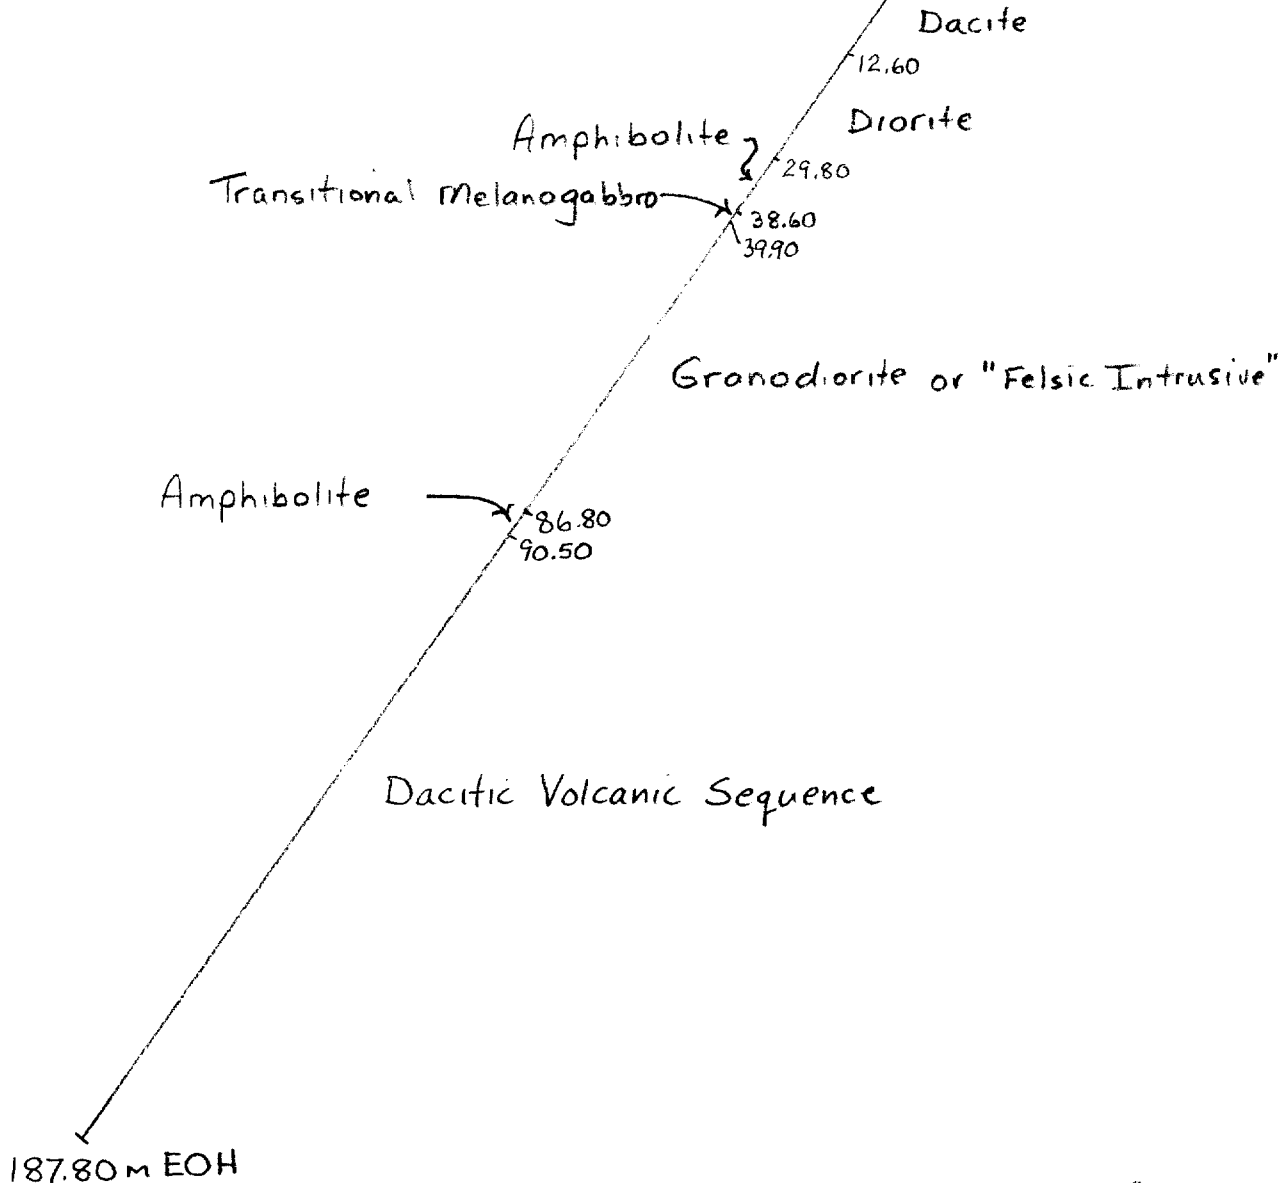 Dacite
12.60
Diorite
Amphibolite
29.80
Transitional Melanogabbro
38.60
39.90
Granodiorite or "Felsic Intrusive"
Amphibolite
86.80
90.50
Dacitic Volcanic Sequence
187.80 m EOH